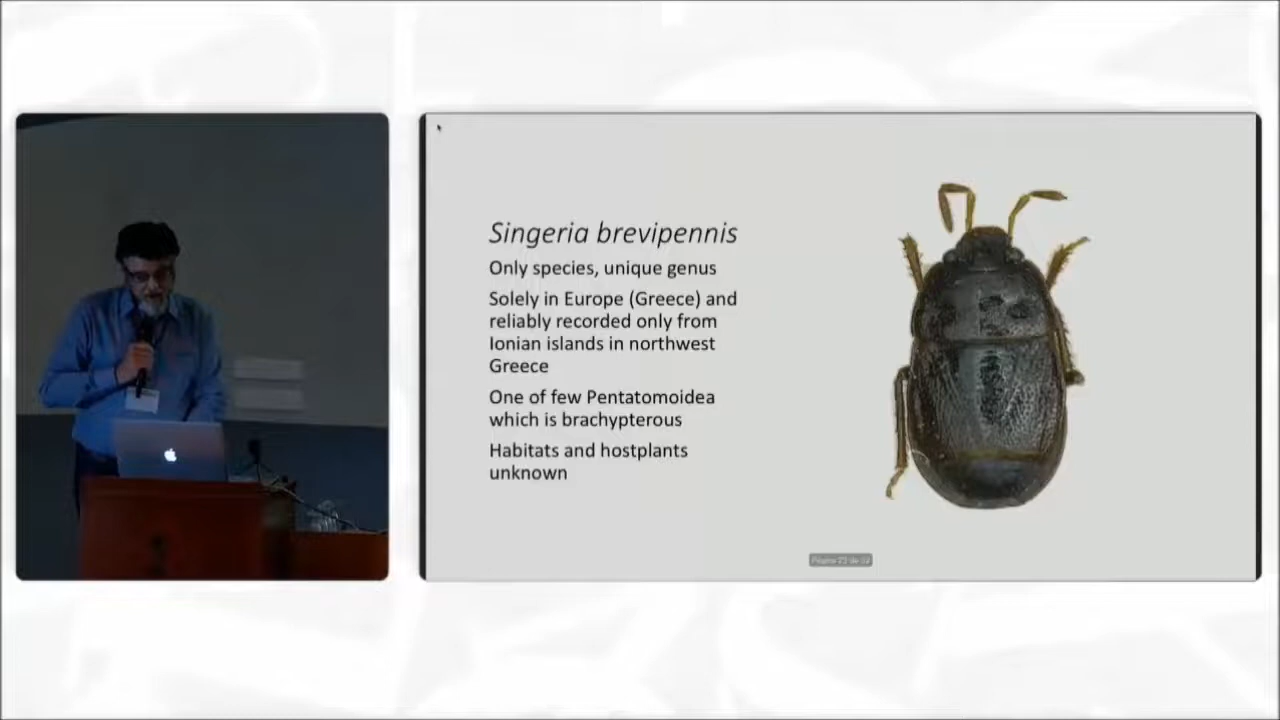 Singeria brevipennis
Only species, unique genus
Solely in Europe (Greece) and
reliably recorded only from
Ionian islands in northwest
Greece
One of few Pentatomoidea
which is brachypterous
Habitats and hostplants
unknown